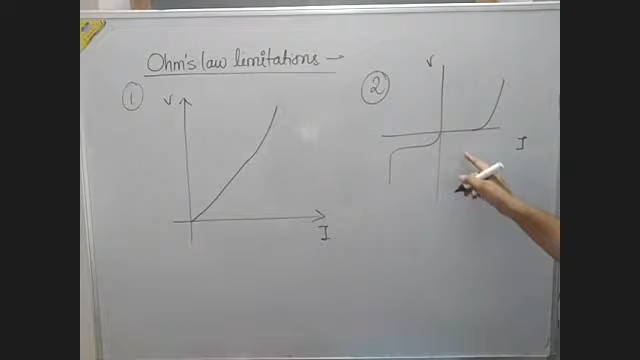 Ohm's law limitations →
1
V
I
2
V
I